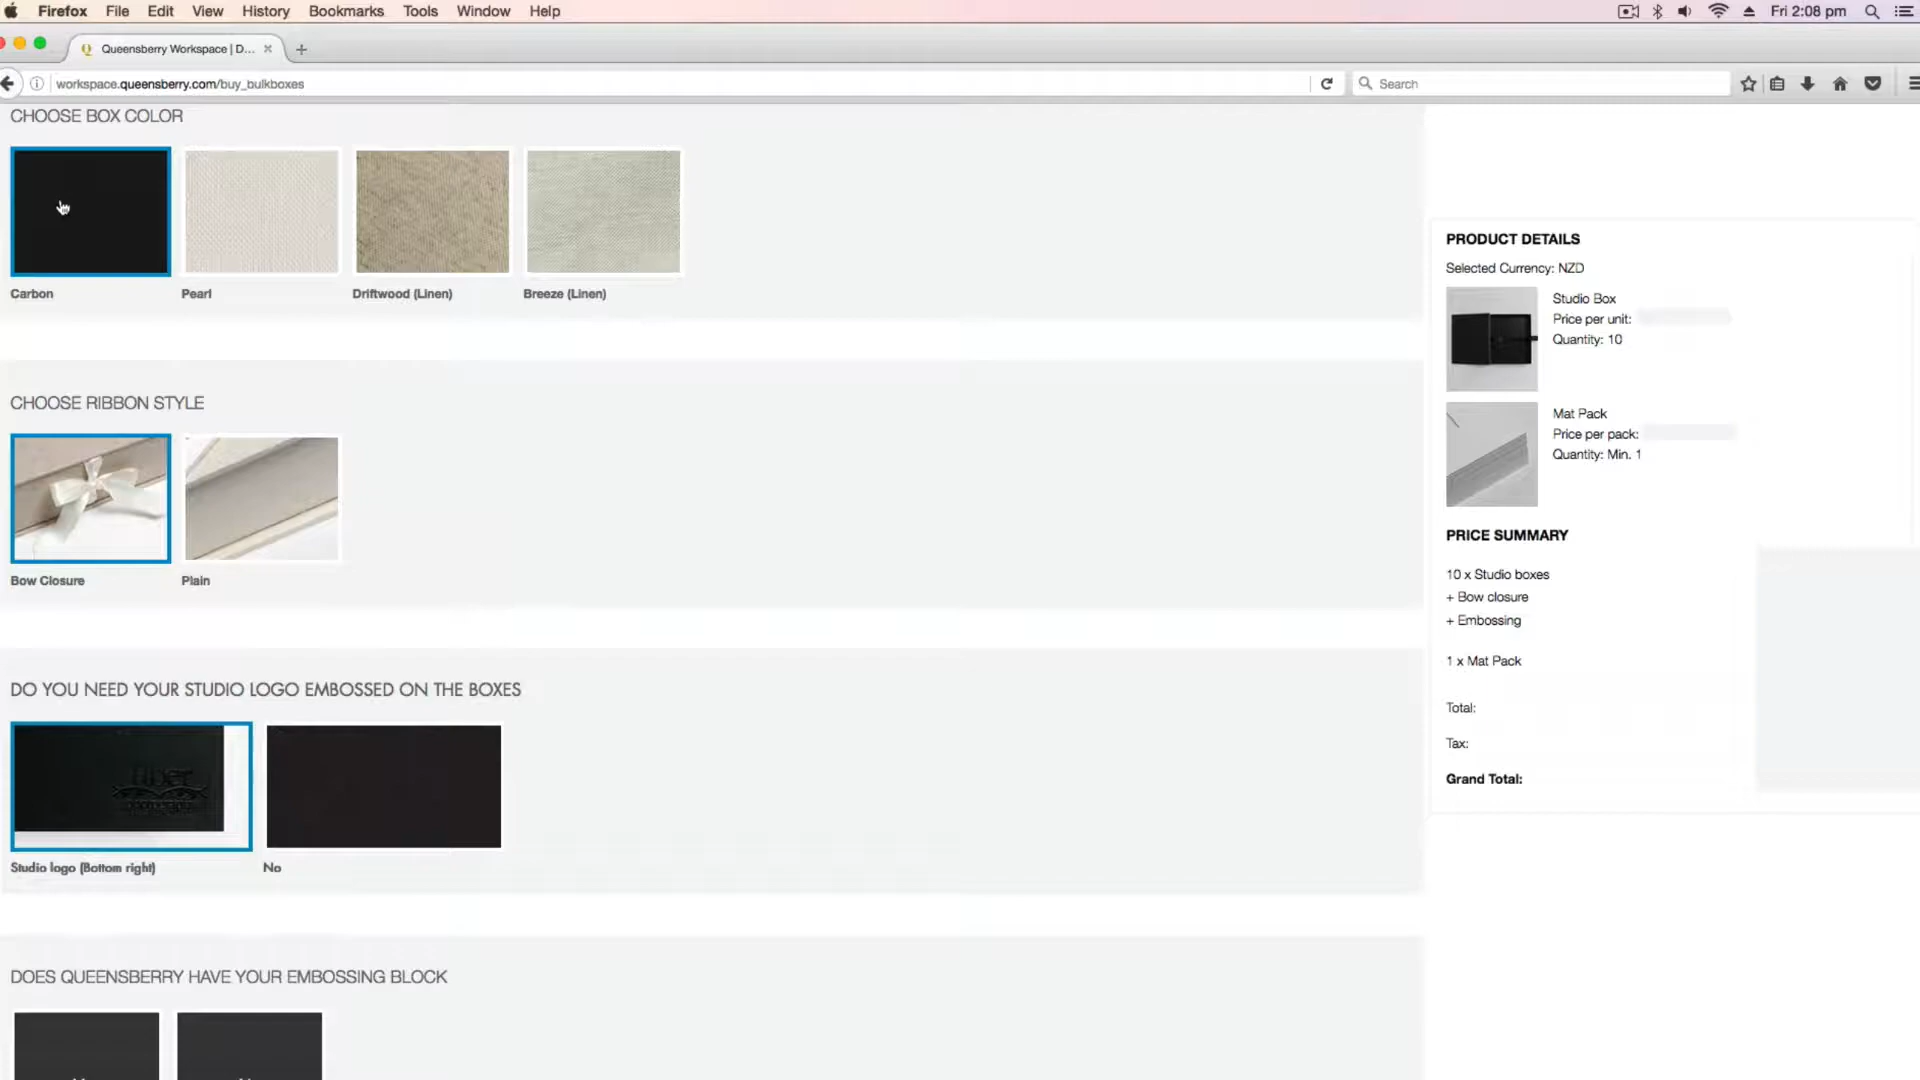 Firefox File Edit View History Bookmarks Tools Window Help Fri 2:08 pm
Queensberry Workspace | D...
workspace.queensberry.com/buy_bulkboxes
Search
CHOOSE BOX COLOR
Carbon Pearl Driftwood (Linen) Breeze (Linen)
CHOOSE RIBBON STYLE
Bow Closure Plain
DO YOU NEED YOUR STUDIO LOGO EMBOSSED ON THE BOXES
Studio logo (Bottom right) No
DOES QUEENSBERRY HAVE YOUR EMBOSSING BLOCK
PRODUCT DETAILS
Selected Currency: NZD
Studio Box
Price per unit:
Quantity: 10
Mat Pack
Price per pack:
Quantity: Min. 1
PRICE SUMMARY
10 x Studio boxes
+ Bow closure
+ Embossing
1 x Mat Pack
Total:
Tax:
Grand Total: